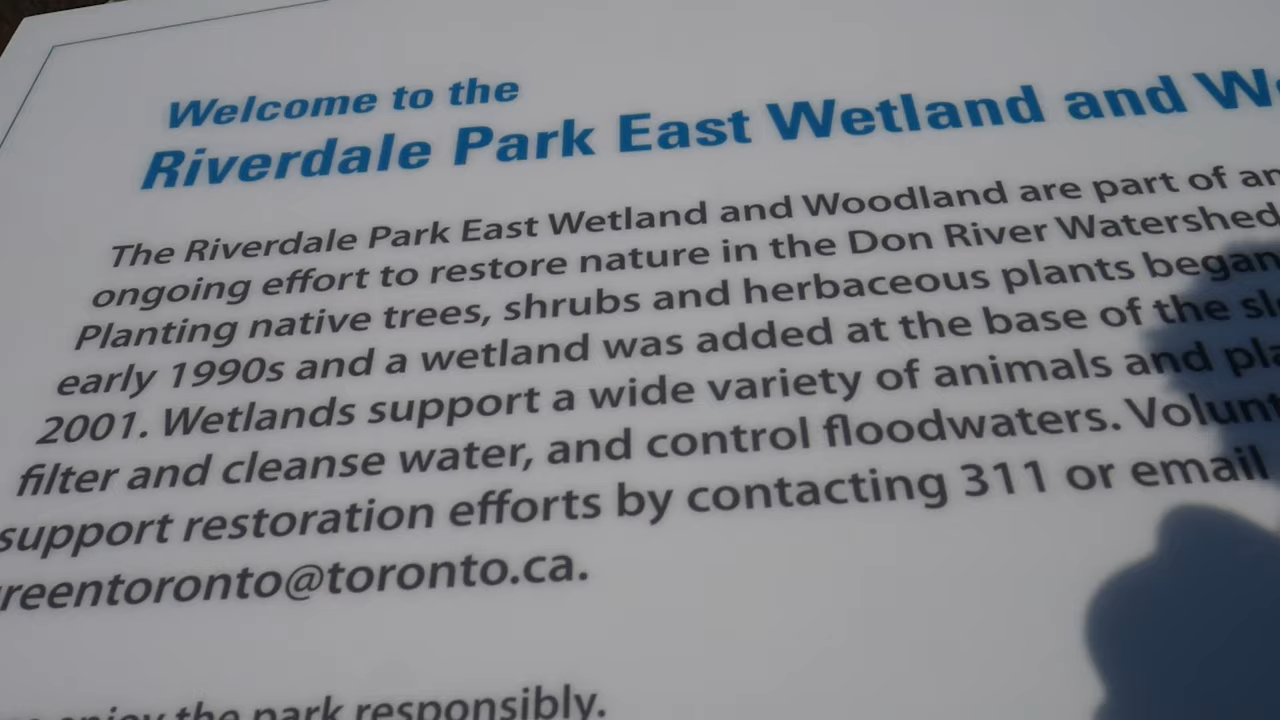 Welcome to the
Riverdale Park East Wetland and
The Riverdale Park East Wetland and Woodland are part of an
ongoing effort to restore nature in the Don River Watershed
Planting native trees, shrubs and herbaceous plants began
early 1990s and a wetland was added at the base of the
2001. Wetlands support a wide variety of animals and
filter and cleanse water, and control floodwaters.
support restoration efforts by contacting 311 or email
reentoronto@toronto.ca.
enjoy the park responsibly.